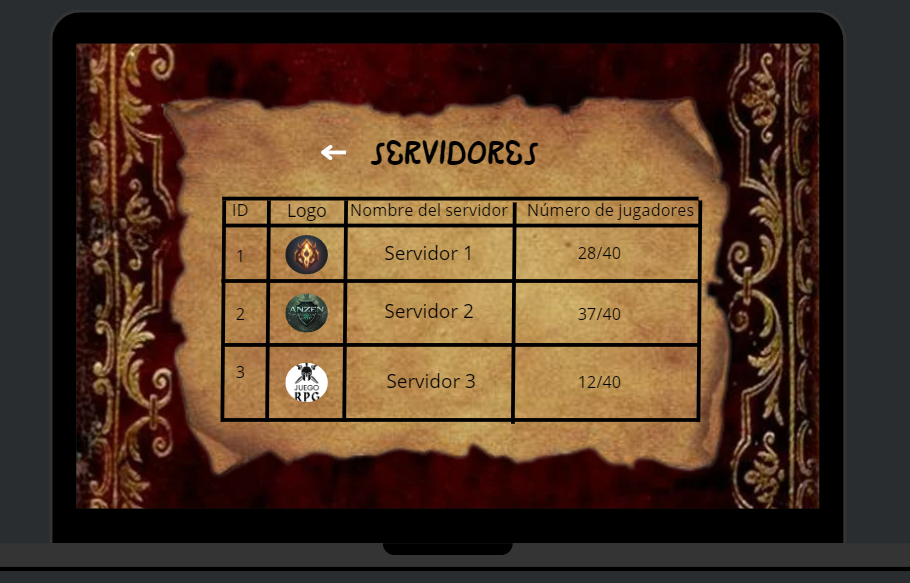 SERVIDORES
ID Logo Nombre del servidor Número de jugadores
1 Servidor 1 28/40
2 ANZEN Servidor 2 37/40
3 JUEGO RPG Servidor 3 12/40